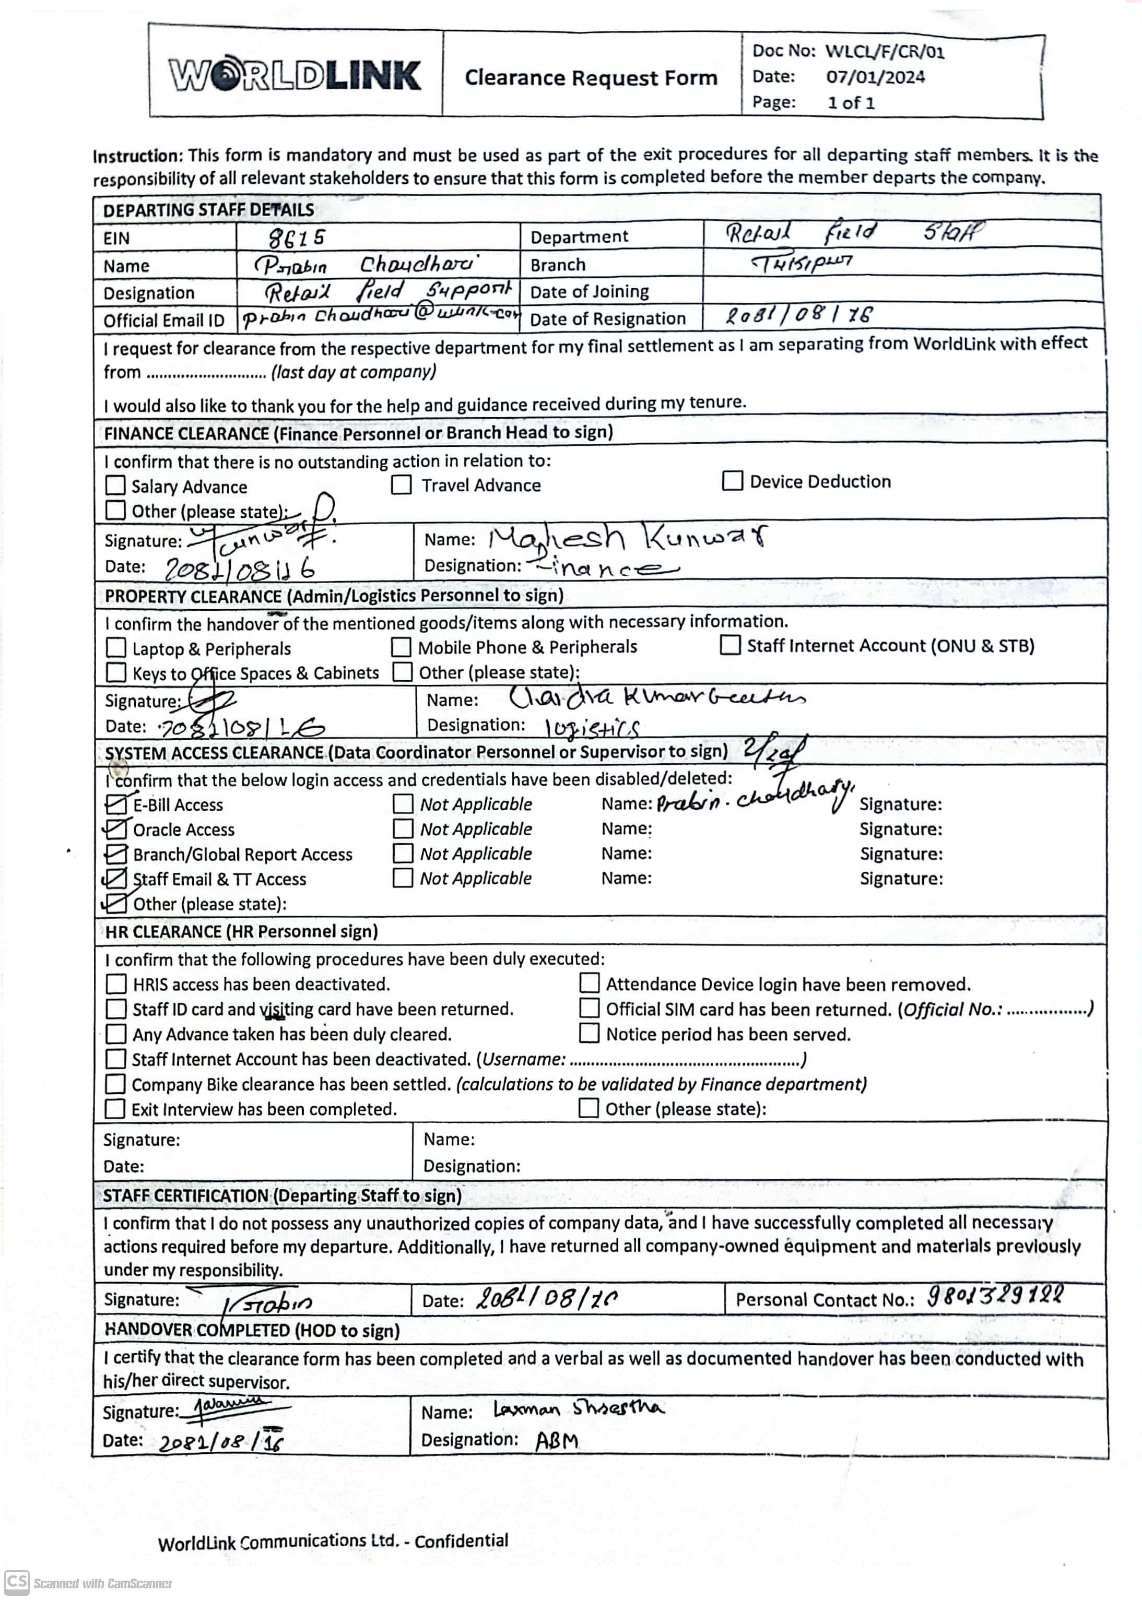 WORLDLINK
Clearance Request Form
Doc No: WLCL/F/CR/01
Date: 07/01/2024
Page: 1 of 1
Instruction: This form is mandatory and must be used as part of the exit procedures for all departing staff members. It is the
responsibility of all relevant stakeholders to ensure that this form is completed before the member departs the company.
DEPARTING STAFF DETAILS
EIN 8615 Department Retail field Staff
Name Prabin Chaudhari Branch Tulsipur
Designation Retail field Support Date of Joining
Official Email ID Date of Resignation 2081/08/16
I request for clearance from the respective department for my final settlement as I am separating from WorldLink with effect
from ............................ (last day at company)
I would also like to thank you for the help and guidance received during my tenure.
FINANCE CLEARANCE (Finance Personnel or Branch Head to sign)
I confirm that there is no outstanding action in relation to:
Salary Advance Travel Advance Device Deduction
Other (please state):
Signature: Name: Mahesh Kunwar
Date: 2081/08/16 Designation: Finance
PROPERTY CLEARANCE (Admin/Logistics Personnel to sign)
I confirm the handover of the mentioned goods/items along with necessary information.
Laptop & Peripherals Mobile Phone & Peripherals Staff Internet Account (ONU & STB)
Keys to Office Spaces & Cabinets Other (please state):
Signature: Name: Chandra Kumar
Date: 2081/08/16 Designation: logistics
SYSTEM ACCESS CLEARANCE (Data Coordinator Personnel or Supervisor to sign)
I confirm that the below login access and credentials have been disabled/deleted:
E-Bill Access Not Applicable Name: Prabin. Choudhary Signature:
Oracle Access Not Applicable Name: Signature:
Branch/Global Report Access Not Applicable Name: Signature:
Staff Email & TT Access Not Applicable Name: Signature:
Other (please state):
HR CLEARANCE (HR Personnel sign)
I confirm that the following procedures have been duly executed:
HRIS access has been deactivated. Attendance Device login have been removed.
Staff ID card and visiting card have been returned. Official SIM card has been returned. (Official No.: .................)
Any Advance taken has been duly cleared. Notice period has been served.
Staff Internet Account has been deactivated. (Username: ..................................................)
Company Bike clearance has been settled. (calculations to be validated by Finance department)
Exit Interview has been completed. Other (please state):
Signature: Name:
Date: Designation:
STAFF CERTIFICATION (Departing Staff to sign)
I confirm that I do not possess any unauthorized copies of company data, and I have successfully completed all necessary
actions required before my departure. Additionally, I have returned all company-owned equipment and materials previously
under my responsibility.
Signature: Prabin Date: 2081/08/16 Personal Contact No.: 9801329122
HANDOVER COMPLETED (HOD to sign)
I certify that the clearance form has been completed and a verbal as well as documented handover has been conducted with
his/her direct supervisor.
Signature: Name: Laxman Shrestha
Date: 2081/08/16 Designation: ABM
WorldLink Communications Ltd. - Confidential
CS Scanned with CamScanner